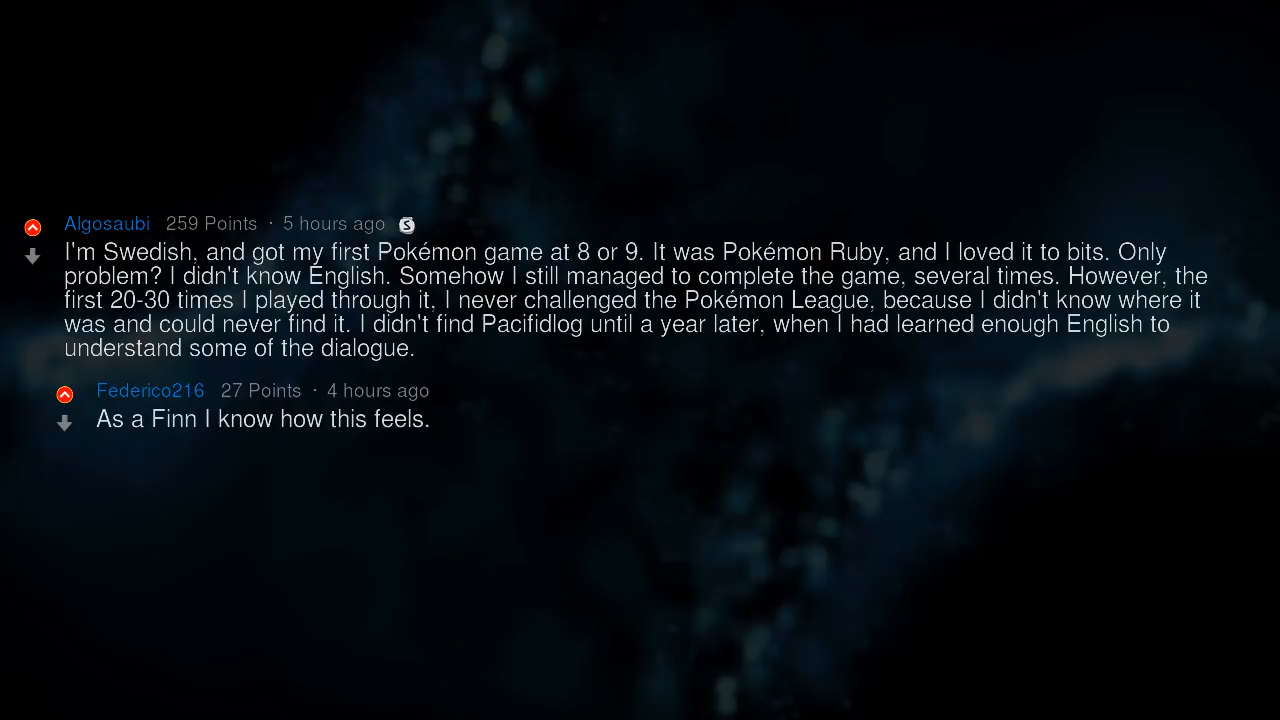 Algosaubi 259 Points · 5 hours ago
I'm Swedish, and got my first Pokémon game at 8 or 9. It was Pokémon Ruby, and I loved it to bits. Only
problem? I didn't know English. Somehow I still managed to complete the game, several times. However, the
first 20-30 times I played through it, I never challenged the Pokémon League, because I didn't know where it
was and could never find it. I didn't find Pacifidlog until a year later, when I had learned enough English to
understand some of the dialogue.
Federico216 27 Points · 4 hours ago
As a Finn I know how this feels.